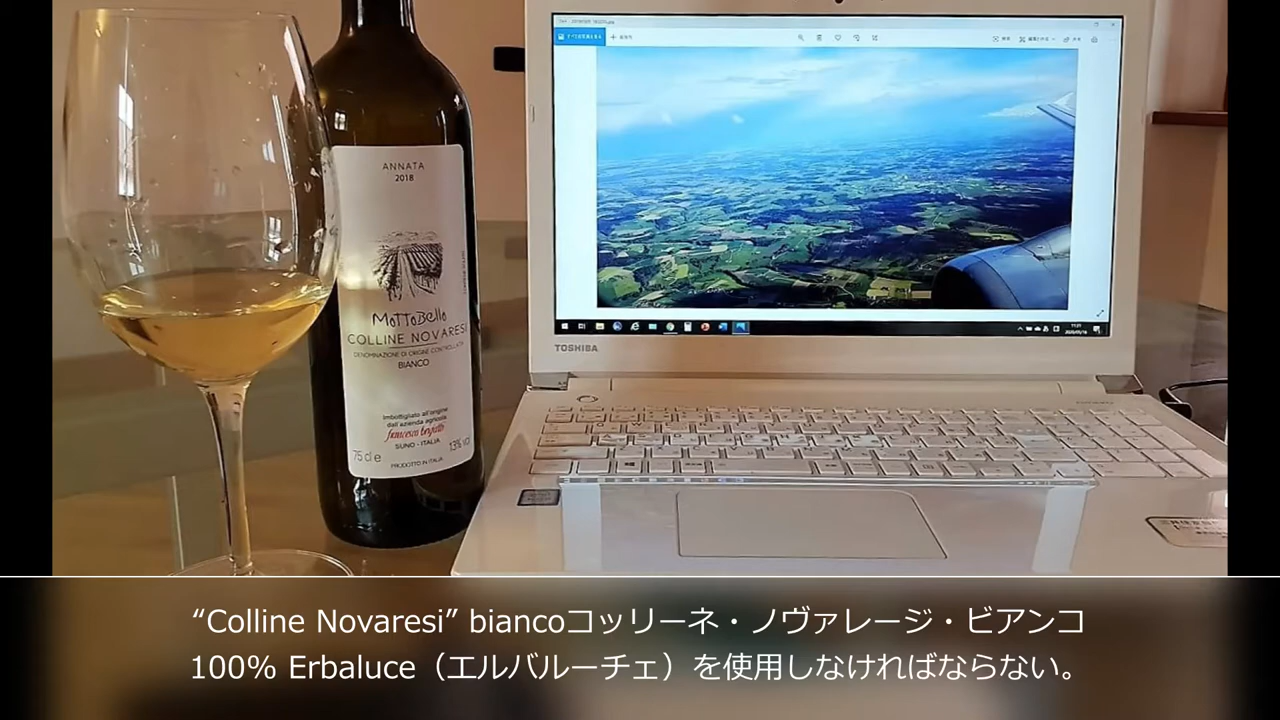 ANNATA
2018
MoTToBello
COLLINE NOVARESI
DENOMINAZIONE DI ORIGINE CONTROLLATA
BIANCO
Imbottigliato all'origine
dall'azienda agricola
SUNO - ITALIA
75 cl e
13% vol
PRODOTTO IN ITALIA
TOSHIBA
11:21
“Colline Novaresi” biancoコッリーネ・ノヴァレージ・ビアンコ
100% Erbaluce（エルバルーチェ）を使用しなければならない。